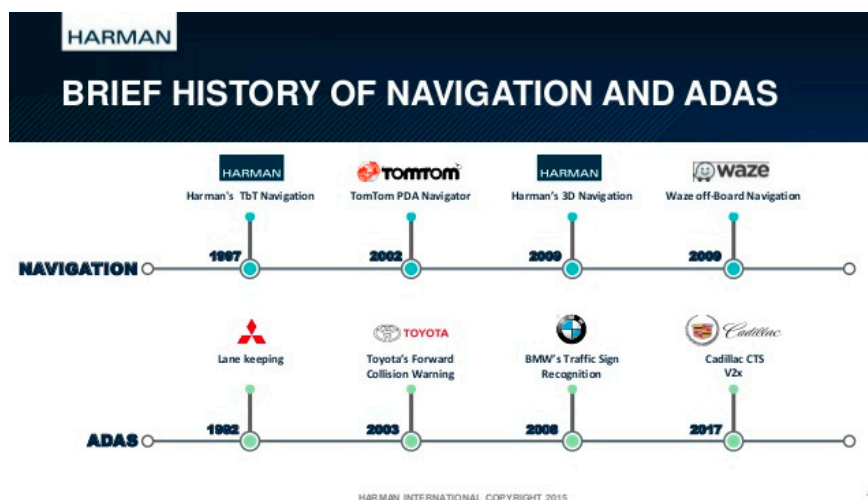 HARMAN
BRIEF HISTORY OF NAVIGATION AND ADAS
HARMAN
TOMTOM
HARMAN
waze
Harman's TbT Navigation
TomTom PDA Navigator
Harman's 3D Navigation
Waze off-Board Navigation
1997
2002
2009
2009
NAVIGATION
TOYOTA
Cadillac
Lane keeping
Toyota's Forward
Collision Warning
BMW's Traffic Sign
Recognition
Cadillac CTS
V2x
1992
2003
2008
2017
ADAS
HARMAN INTERNATIONAL COPYRIGHT 2015